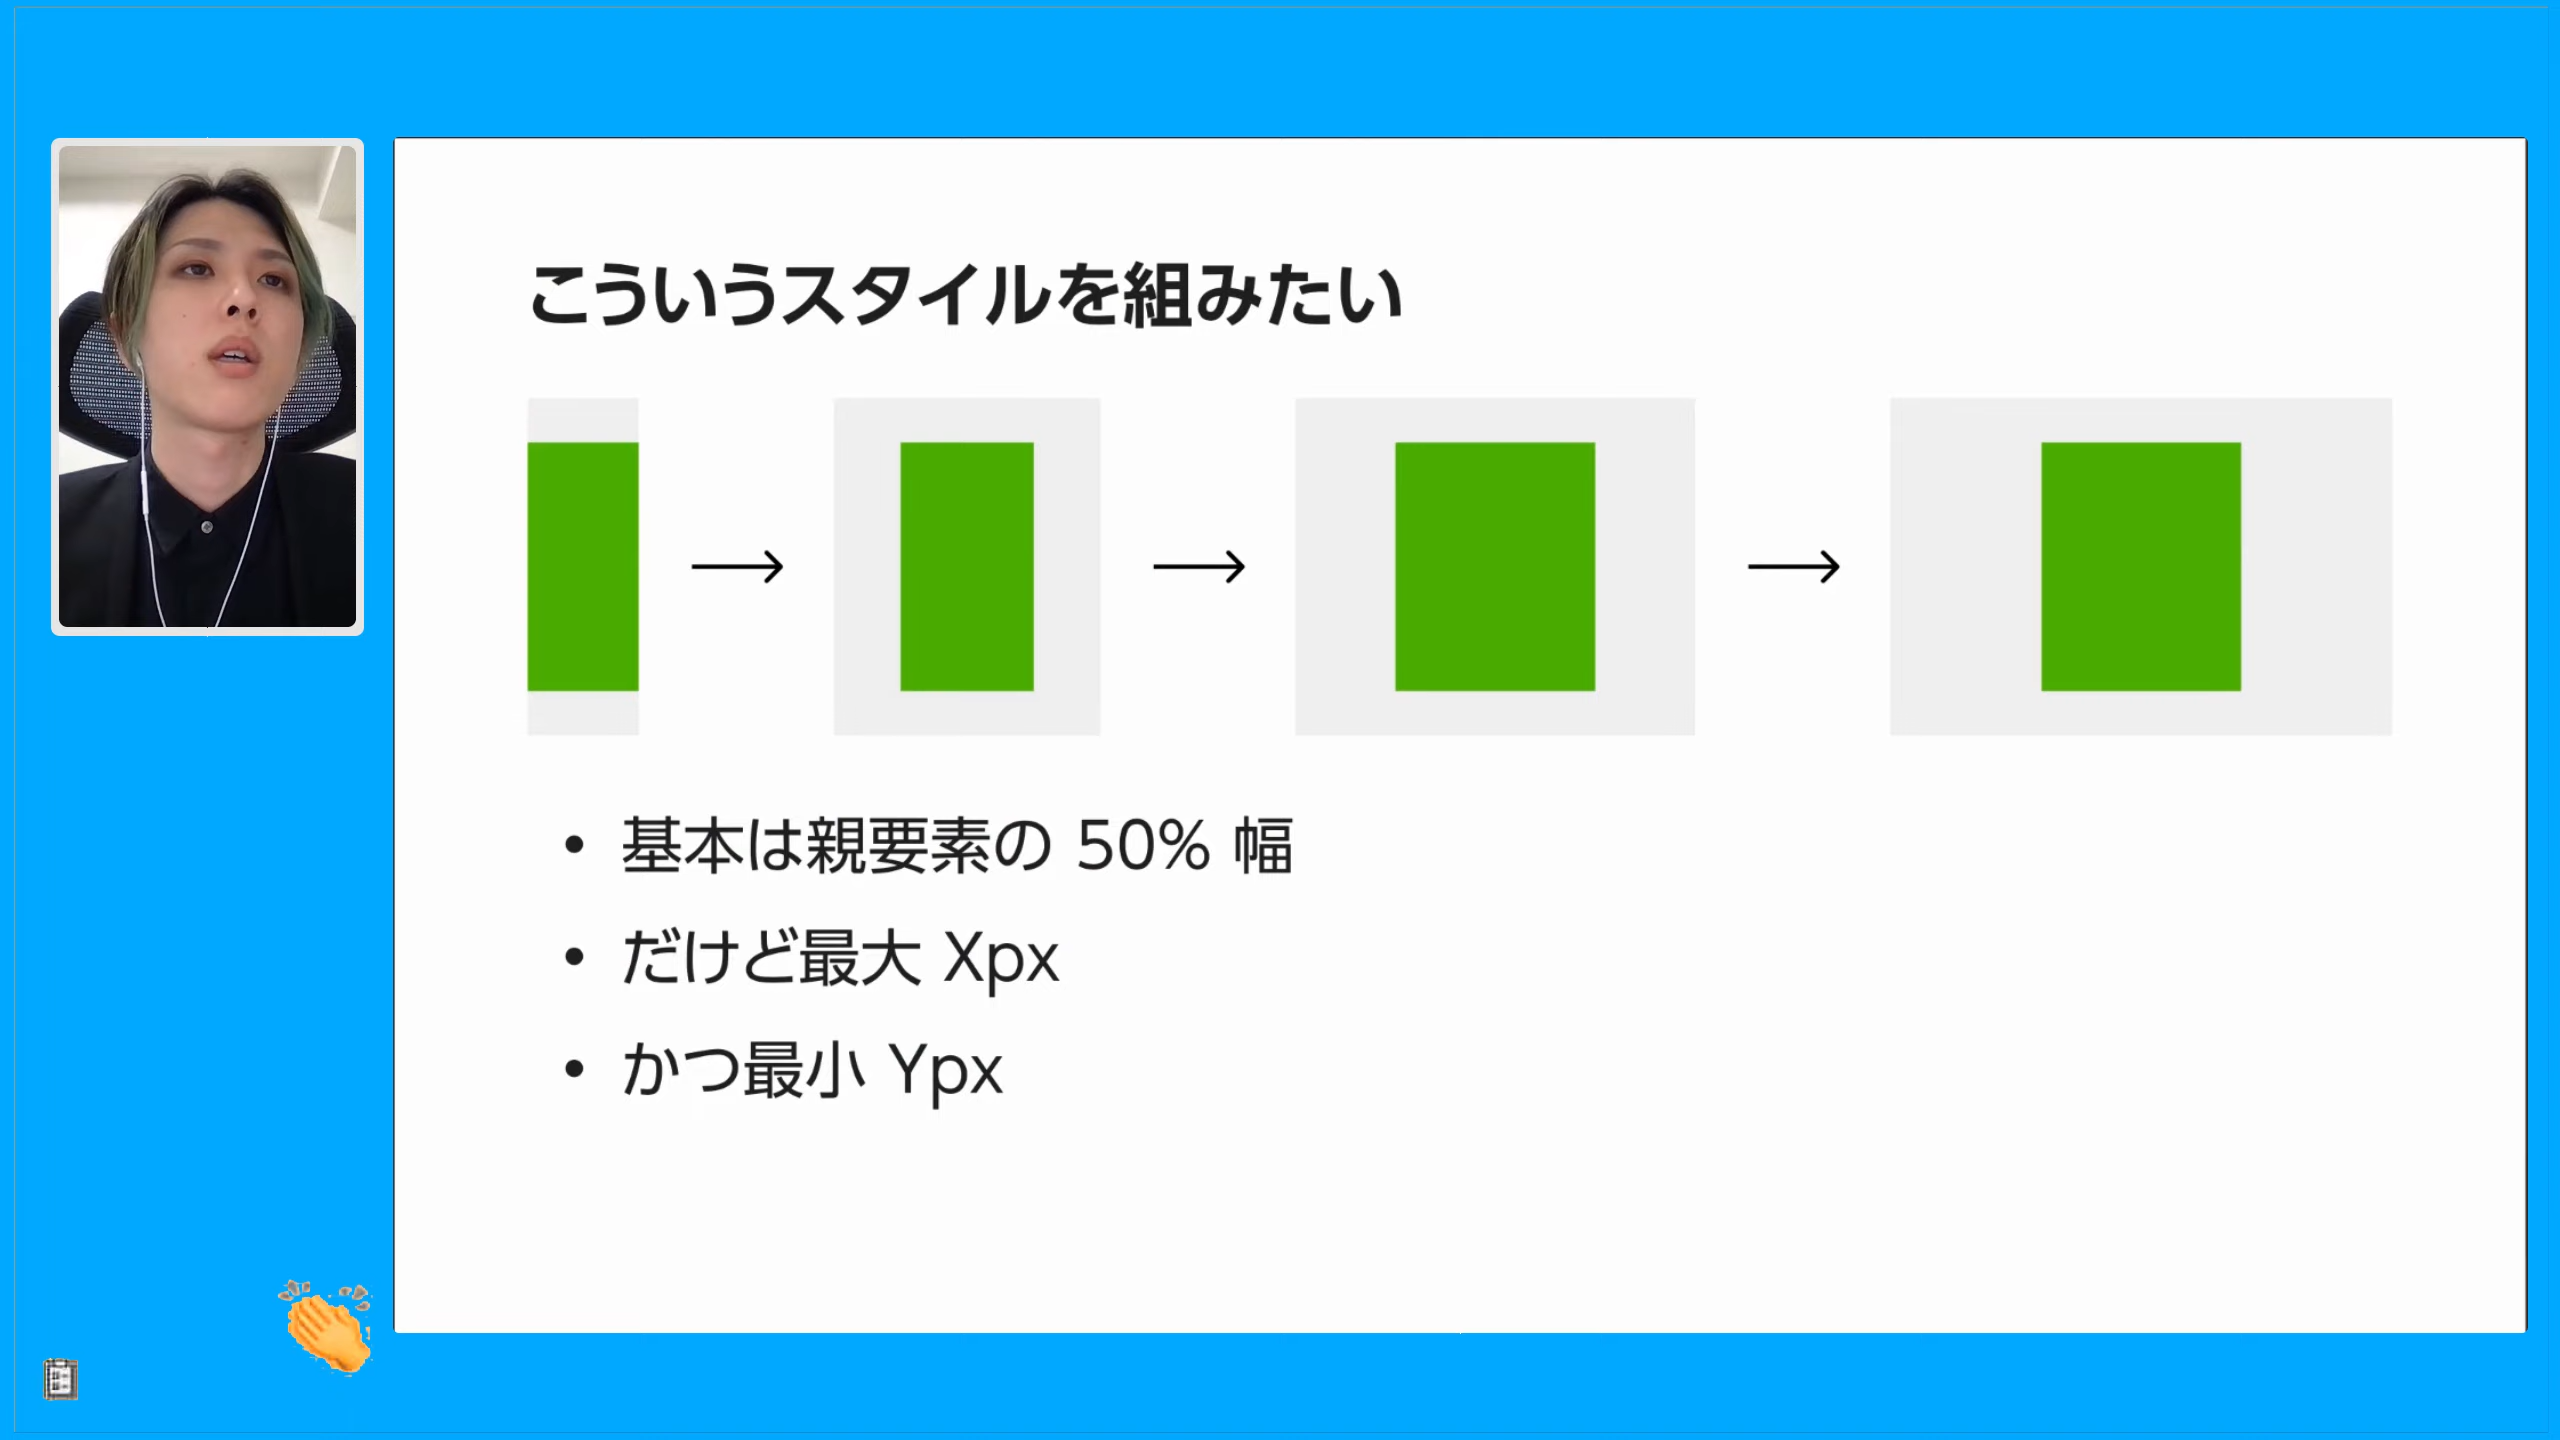 こういうスタイルを組みたい
• 基本は親要素の 50% 幅
• だけど最大 Xpx
• かつ最小 Ypx